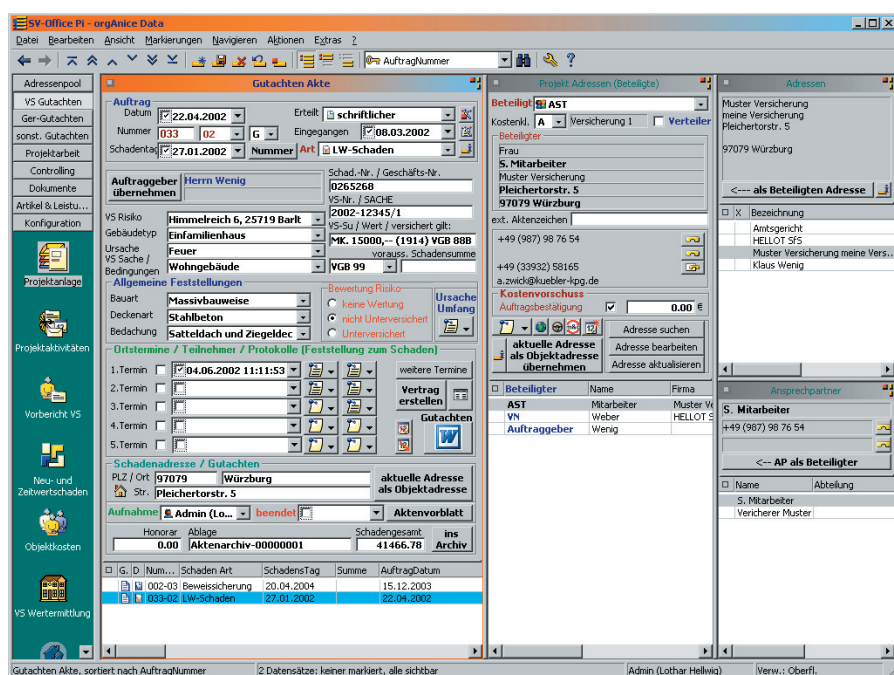 SV-Office Pi - orgAnice Data
Datei Bearbeiten Ansicht Markierungen Navigieren Aktionen Extras ?
AuftragNummer
Adressenpool
VS Gutachten
Ger-Gutachten
sonst. Gutachten
Projektarbeit
Controlling
Dokumente
Artikel & Leistu...
Konfiguration
Projektanlage
Projektaktivitäten
Vorbericht VS
Neu- und
Zeitwertschaden
Objektkosten
VS Wertermittlung
Gutachten Akte
Auftrag
Datum 22.04.2002 Erteilt schriftlicher
Nummer 033 02 G Eingegangen 08.03.2002
Schadentag 27.01.2002 Nummer Art LW-Schaden
Auftraggeber
übernehmen
Herrn Wenig
Schad.-Nr. / Geschäfts-Nr.
0265268
VS-Nr. / SACHE
2002-12345/1
VS Risiko Himmelreich 6, 25719 Barlt
VS-Su / Wert / versichert gilt:
Gebäudetyp Einfamilienhaus
MK. 15000,-- (1914) VGB 88B
Ursache Feuer
vorauss. Schadensumme
VS Sache /
Bedingungen Wohngebäude VGB 99
Allgemeine Feststellungen
Bauart Massivbauweise
Deckenart Stahlbeton
Bedachung Satteldach und Ziegeldec
Bewertung Risiko
keine Wertung
nicht Unterversichert
Unterversichert
Ursache
Umfang
Ortstermine / Teilnehmer / Protokolle (Feststellung zum Schaden)
1.Termin 04.06.2002 11:11:53 weitere Termine
2.Termin
3.Termin
4.Termin
5.Termin
Vertrag
erstellen
Gutachten
Schadenadresse / Gutachten
PLZ / Ort 97079 Würzburg
Str. Pleichertorstr. 5
aktuelle Adresse
als Objektadresse
Aufnahme Admin (Lo... beendet Aktenvorblatt
Honorar Ablage Schadengesamt
0.00 Aktenarchiv-00000001 41466.78
ins
Archiv
G. D Num... Schaden Art SchadensTag Summe AuftragDatum
002-03 Beweissicherung 20.04.2004 15.12.2003
033-02 LW-Schaden 27.01.2002 22.04.2002
Projekt Adressen (Beteiligte)
Beteiligt AST
Kostenkl. A Versicherung 1 Verteiler
Beteiligter
Frau
S. Mitarbeiter
Muster Versicherung
Pleichertorstr. 5
97079 Würzburg
ext. Aktenzeichen
+49 (987) 98 76 54
+49 (33932) 58165
a.zwick@kuebler-kpg.de
Kostenvorschuss
Auftragsbestätigung 0.00 €
aktuelle Adresse
als Objektadresse
übernehmen
Adresse suchen
Adresse bearbeiten
Adresse aktualisieren
Beteiligter Name Firma
AST Mitarbeiter Muster Ve
VN Weber HELLOT S
Auftraggeber Wenig
Adressen
Muster Versicherung
meine Versicherung
Pleichertorstr. 5
97079 Würzburg
<--- als Beteiligten Adresse
X Bezeichnung
Amtsgericht
HELLOT SfS
Muster Versicherung meine Vers...
Klaus Wenig
Ansprechpartner
S. Mitarbeiter
+49 (987) 98 76 54
<-- AP als Beteiligter
Name Abteilung
S. Mitarbeiter
Vericherer Muster
Gutachten Akte, sortiert nach AuftragNummer
2 Datensätze: keiner markiert, alle sichtbar
Admin (Lothar Hellwig)
Verw.: Oberfl.